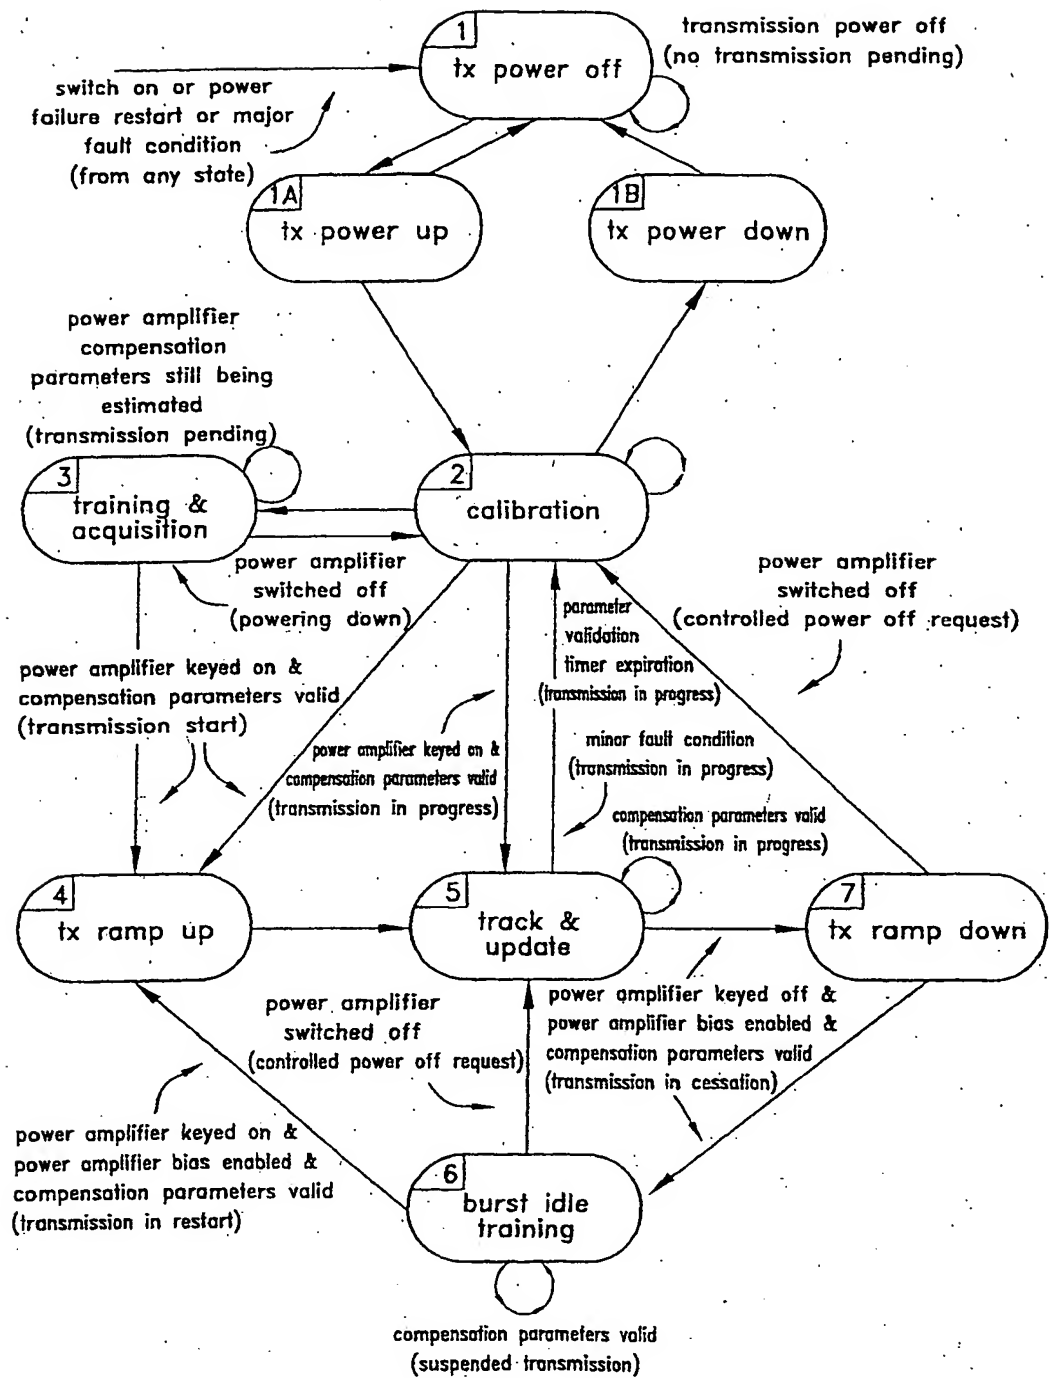 1
tx power off
transmission power off
(no transmission pending)
switch on or power
failure restart or major
fault condition
(from any state)
1A
tx power up
1B
tx power down
power amplifier
compensation
parameters still being
estimated
(transmission pending)
3
training &
acquisition
2
calibration
power amplifier
switched off
(powering down)
power amplifier
switched off
(controlled power off request)
parameter
validation
timer expiration
(transmission in progress)
power amplifier keyed on &
compensation parameters valid
(transmission start)
power amplifier keyed on &
compensation parameters valid
(transmission in progress)
minor fault condition
(transmission in progress)
compensation parameters valid
(transmission in progress)
4
tx ramp up
5
track &
update
7
tx ramp down
power amplifier
switched off
(controlled power off request)
power amplifier keyed off &
power amplifier bias enabled &
compensation parameters valid
(transmission in cessation)
power amplifier keyed on &
power amplifier bias enabled &
compensation parameters valid
(transmission in restart)
6
burst idle
training
compensation parameters valid
(suspended transmission)